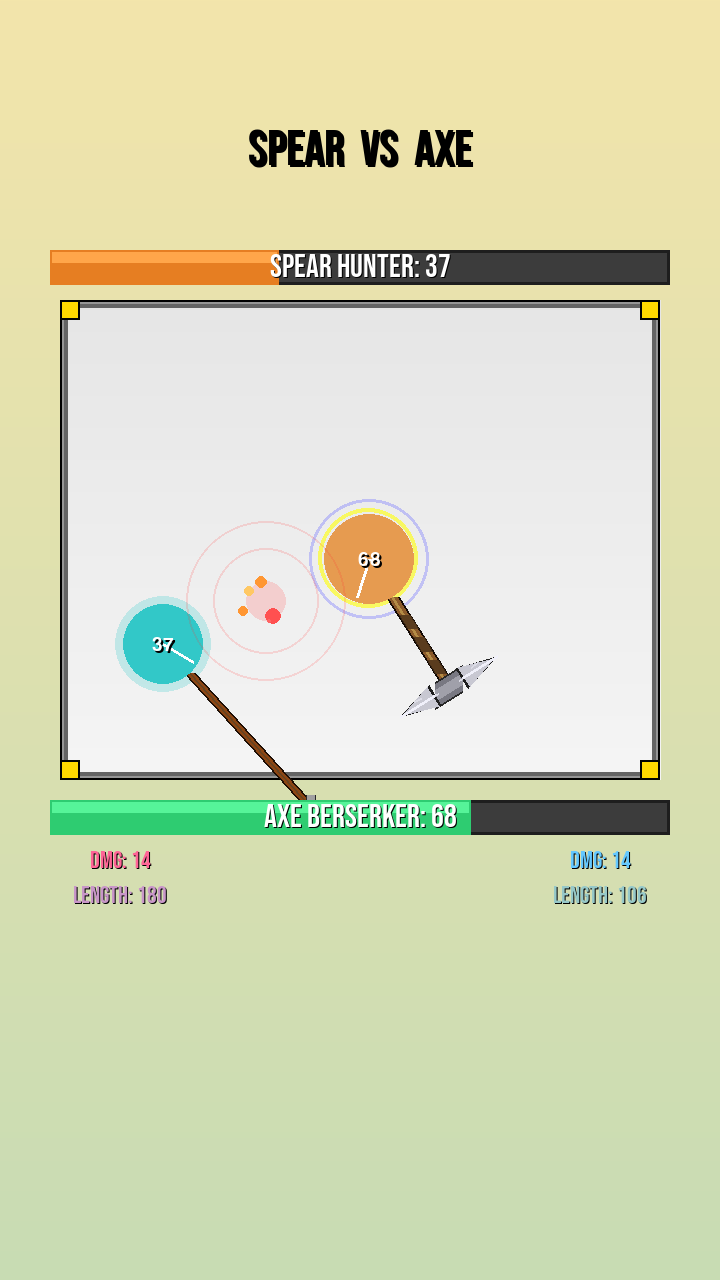 SPEAR VS AXE
SPEAR HUNTER: 37
68
37
AXE BERSERKER: 68
DMG: 14
DMG: 14
LENGTH: 180
LENGTH: 106